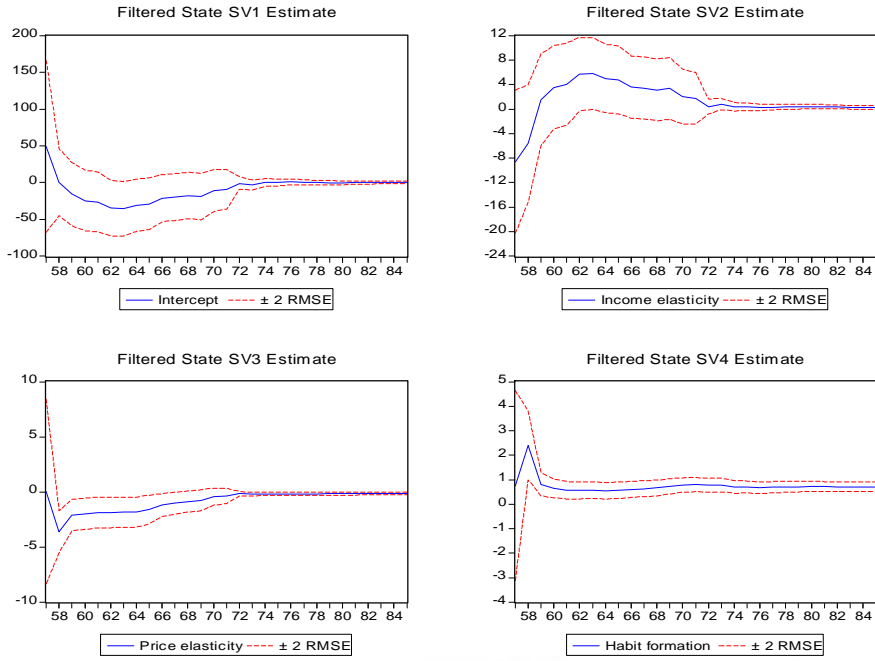 Filtered State SV1 Estimate
200
150
100
50
0
-50
-100
58 60 62 64 66 68 70 72 74 76 78 80 82 84
Intercept ± 2 RMSE
Filtered State SV2 Estimate
12
8
4
0
-4
-8
-12
-16
-20
-24
58 60 62 64 66 68 70 72 74 76 78 80 82 84
Income elasticity ± 2 RMSE
Filtered State SV3 Estimate
10
5
0
-5
-10
58 60 62 64 66 68 70 72 74 76 78 80 82 84
Price elasticity ± 2 RMSE
Filtered State SV4 Estimate
5
4
3
2
1
0
-1
-2
-3
-4
58 60 62 64 66 68 70 72 74 76 78 80 82 84
Habit formation ± 2 RMSE